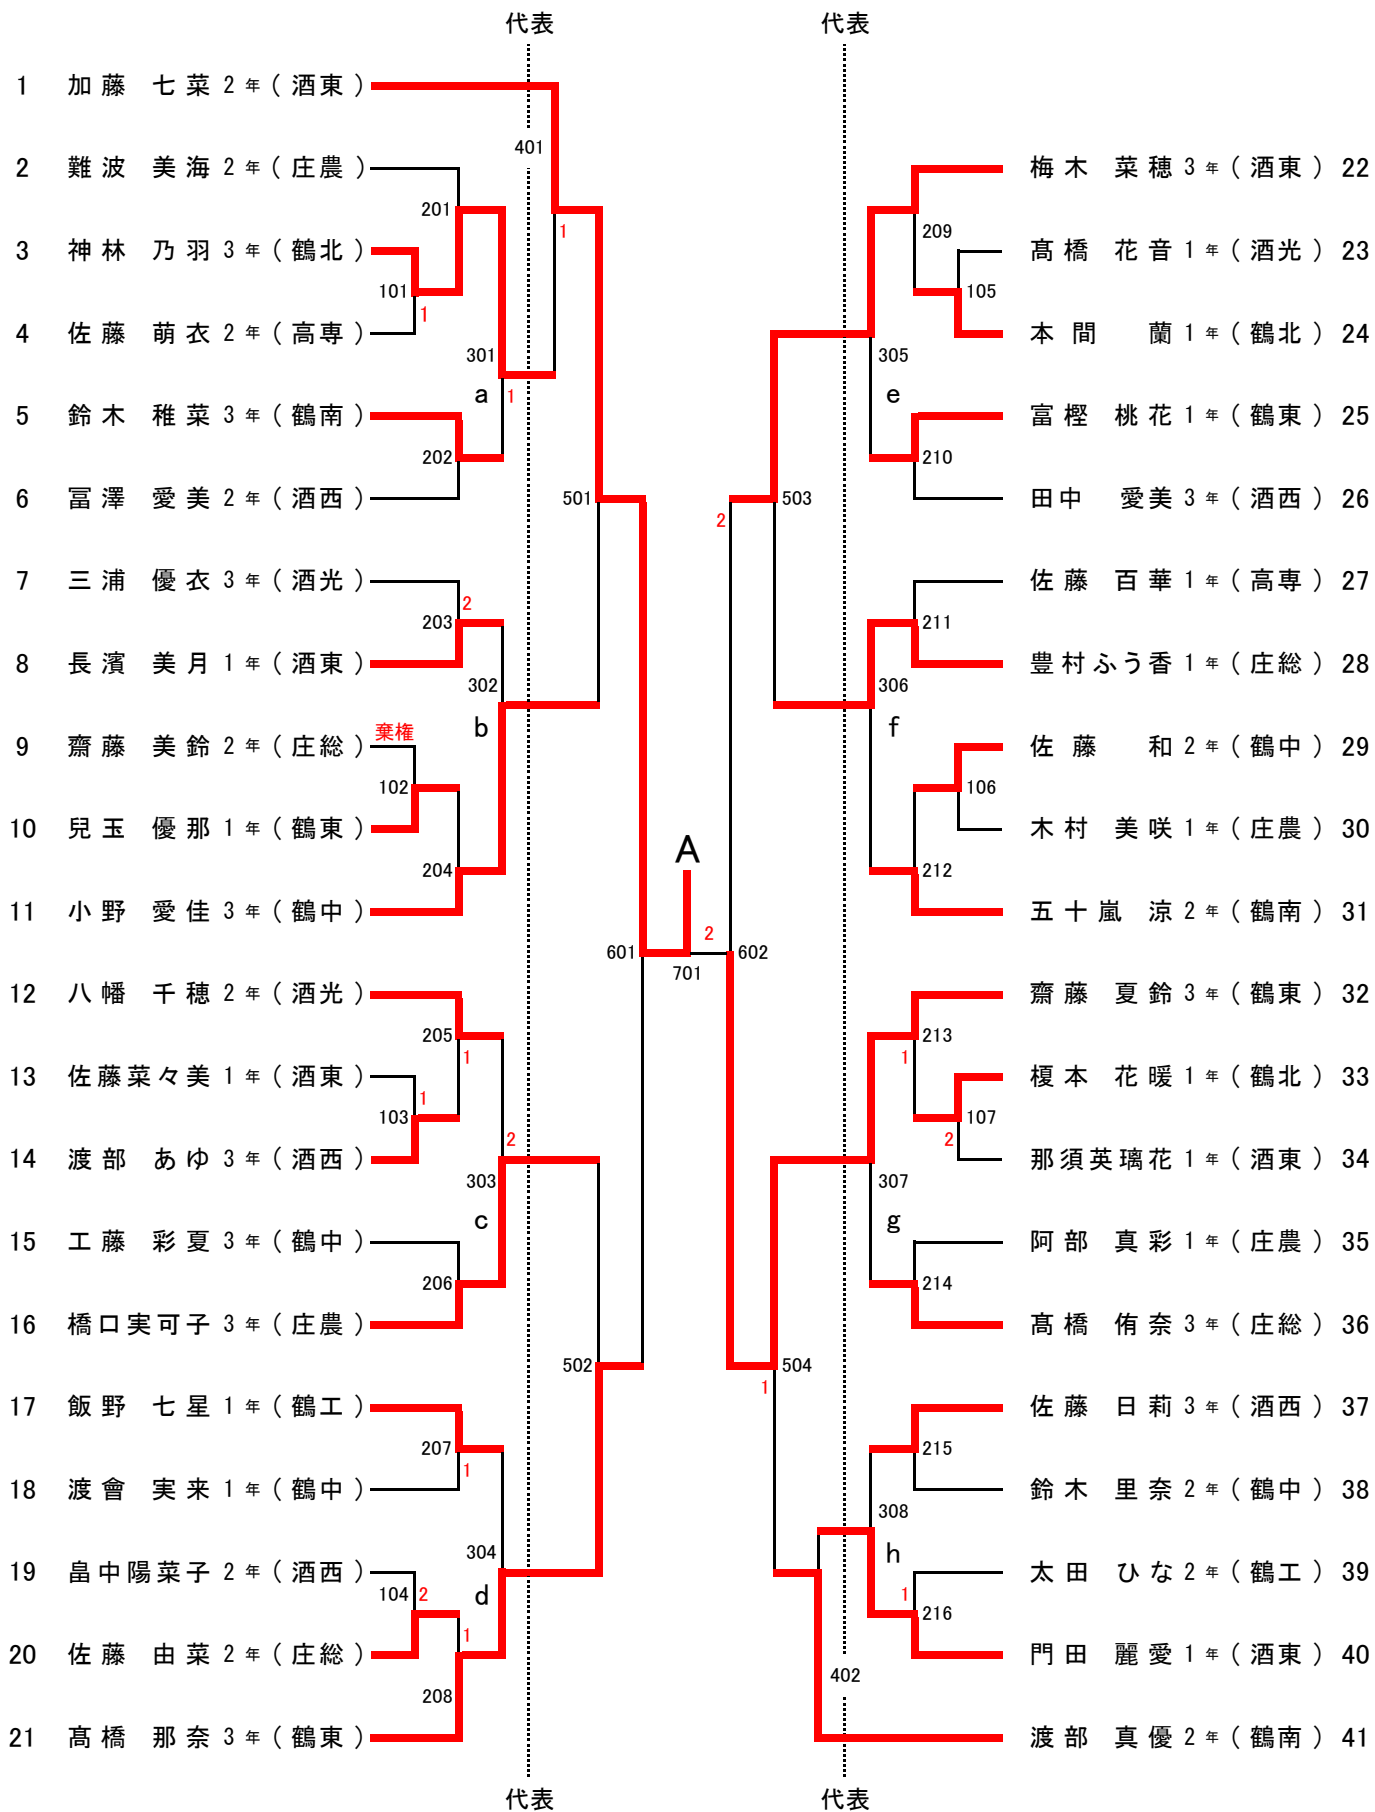 代表 代表
1 加藤 七菜 2 年 ( 酒東 )
401
2 難波 美海 2 年 ( 庄農 )
201
3 神林 乃羽 3 年 ( 鶴北 )
1
101
1
4 佐藤 萌衣 2 年 ( 高専 )
301
a 1
5 鈴木 稚菜 3 年 ( 鶴南 )
202
6 冨澤 愛美 2 年 ( 酒西 )
501
7 三浦 優衣 3 年 ( 酒光 )
2
203
8 長濱 美月 1 年 ( 酒東 )
302
b
棄権
9 齋藤 美鈴 2 年 ( 庄総 )
102
10 兒玉 優那 1 年 ( 鶴東 )
204
11 小野 愛佳 3 年 ( 鶴中 )
12 八幡 千穂 2 年 ( 酒光 )
205
1
13 佐藤菜々美 1 年 ( 酒東 )
1
103
14 渡部 あゆ 3 年 ( 酒西 )
2
303
c
15 工藤 彩夏 3 年 ( 鶴中 )
206
16 橋口実可子 3 年 ( 庄農 )
502
17 飯野 七星 1 年 ( 鶴工 )
207
1
18 渡會 実来 1 年 ( 鶴中 )
304
19 畠中陽菜子 2 年 ( 酒西 )
104 2
d
1
20 佐藤 由菜 2 年 ( 庄総 )
208
21 髙橋 那奈 3 年 ( 鶴東 )
A
2
601 602
701
梅木 菜穂 3 年 ( 酒東 ) 22
209
髙橋 花音 1 年 ( 酒光 ) 23
105
本間 蘭 1 年 ( 鶴北 ) 24
305
e
富樫 桃花 1 年 ( 鶴東 ) 25
210
田中 愛美 3 年 ( 酒西 ) 26
503
2
佐藤 百華 1 年 ( 高専 ) 27
211
豊村ふう香 1 年 ( 庄総 ) 28
306
f
佐藤 和 2 年 ( 鶴中 ) 29
106
木村 美咲 1 年 ( 庄農 ) 30
212
五十嵐 涼 2 年 ( 鶴南 ) 31
齋藤 夏鈴 3 年 ( 鶴東 ) 32
213
1
榎本 花暖 1 年 ( 鶴北 ) 33
107
2
那須英璃花 1 年 ( 酒東 ) 34
307
g
阿部 真彩 1 年 ( 庄農 ) 35
214
髙橋 侑奈 3 年 ( 庄総 ) 36
504
1
佐藤 日莉 3 年 ( 酒西 ) 37
215
鈴木 里奈 2 年 ( 鶴中 ) 38
308
h
太田 ひな 2 年 ( 鶴工 ) 39
1
216
門田 麗愛 1 年 ( 酒東 ) 40
402
渡部 真優 2 年 ( 鶴南 ) 41
代表 代表